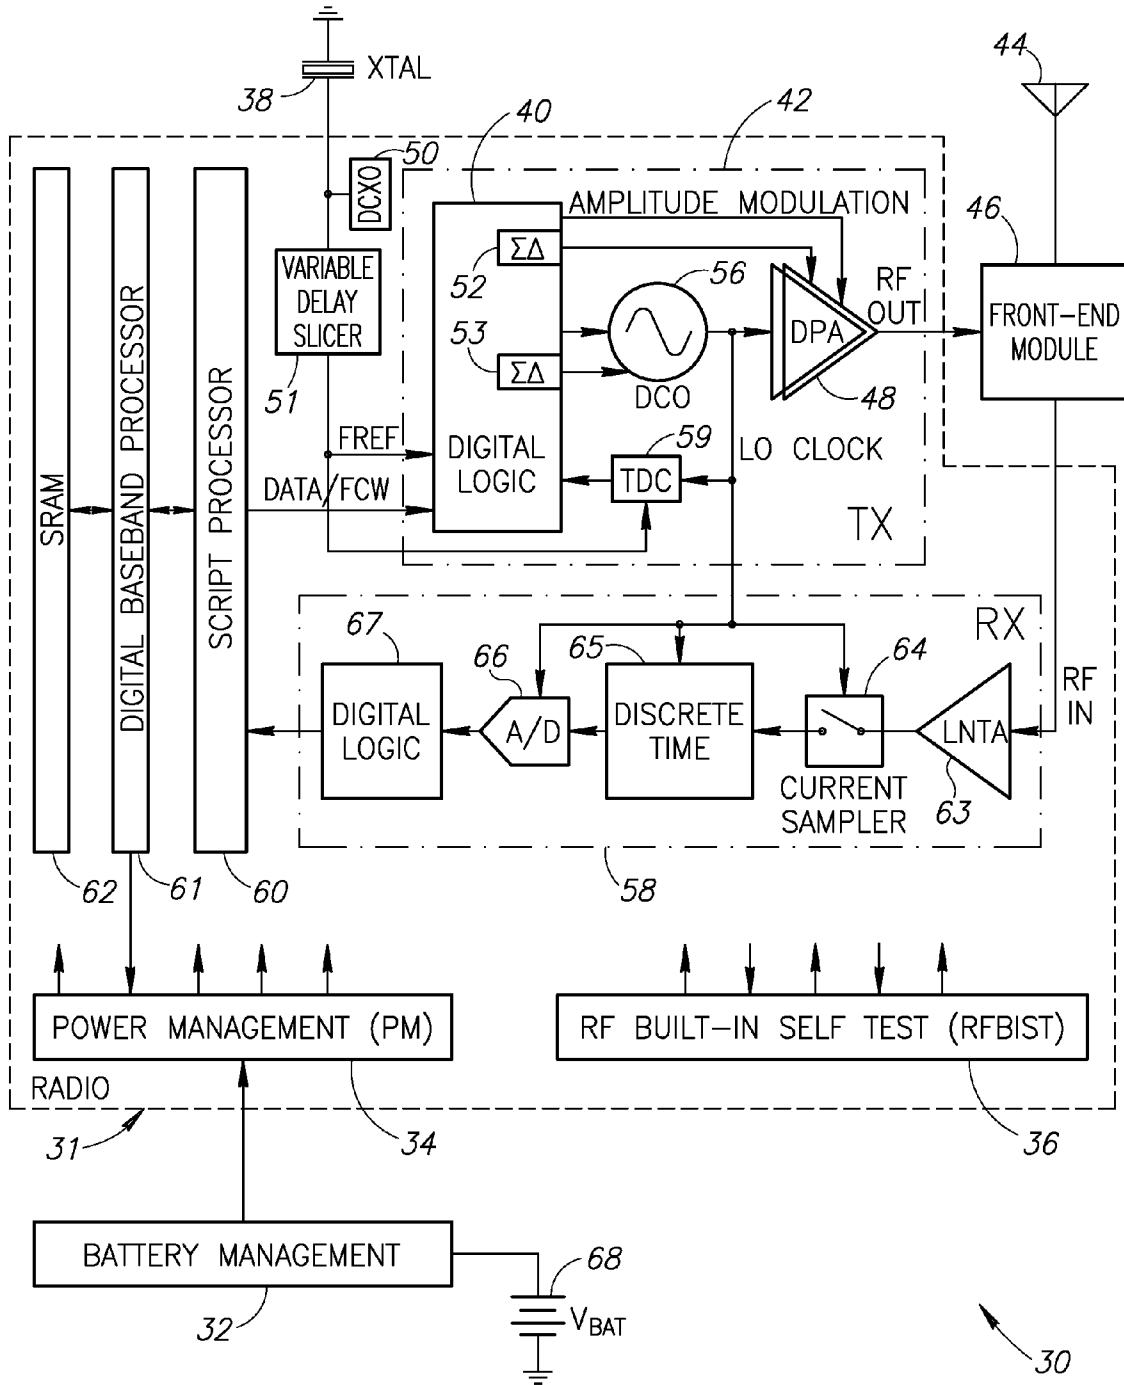 XTAL
38
44
40
42
50
DCXO
AMPLITUDE MODULATION
46
ΣΔ
52
56
VARIABLE
DELAY
SLICER
RF
OUT
FRONT-END
MODULE
DPA
53
ΣΔ
DCO
48
51
59
LO CLOCK
FREF
DIGITAL
LOGIC
TDC
DATA/FCW
TX
SRAM
DIGITAL BASEBAND PROCESSOR
SCRIPT PROCESSOR
RX
67
66
65
64
RF
IN
DIGITAL
LOGIC
A/D
DISCRETE
TIME
LNTA
CURRENT
SAMPLER
63
62
61
60
58
POWER MANAGEMENT (PM)
RF BUILT-IN SELF TEST (RFBIST)
RADIO
31
34
36
BATTERY MANAGEMENT
68
32
VBAT
30